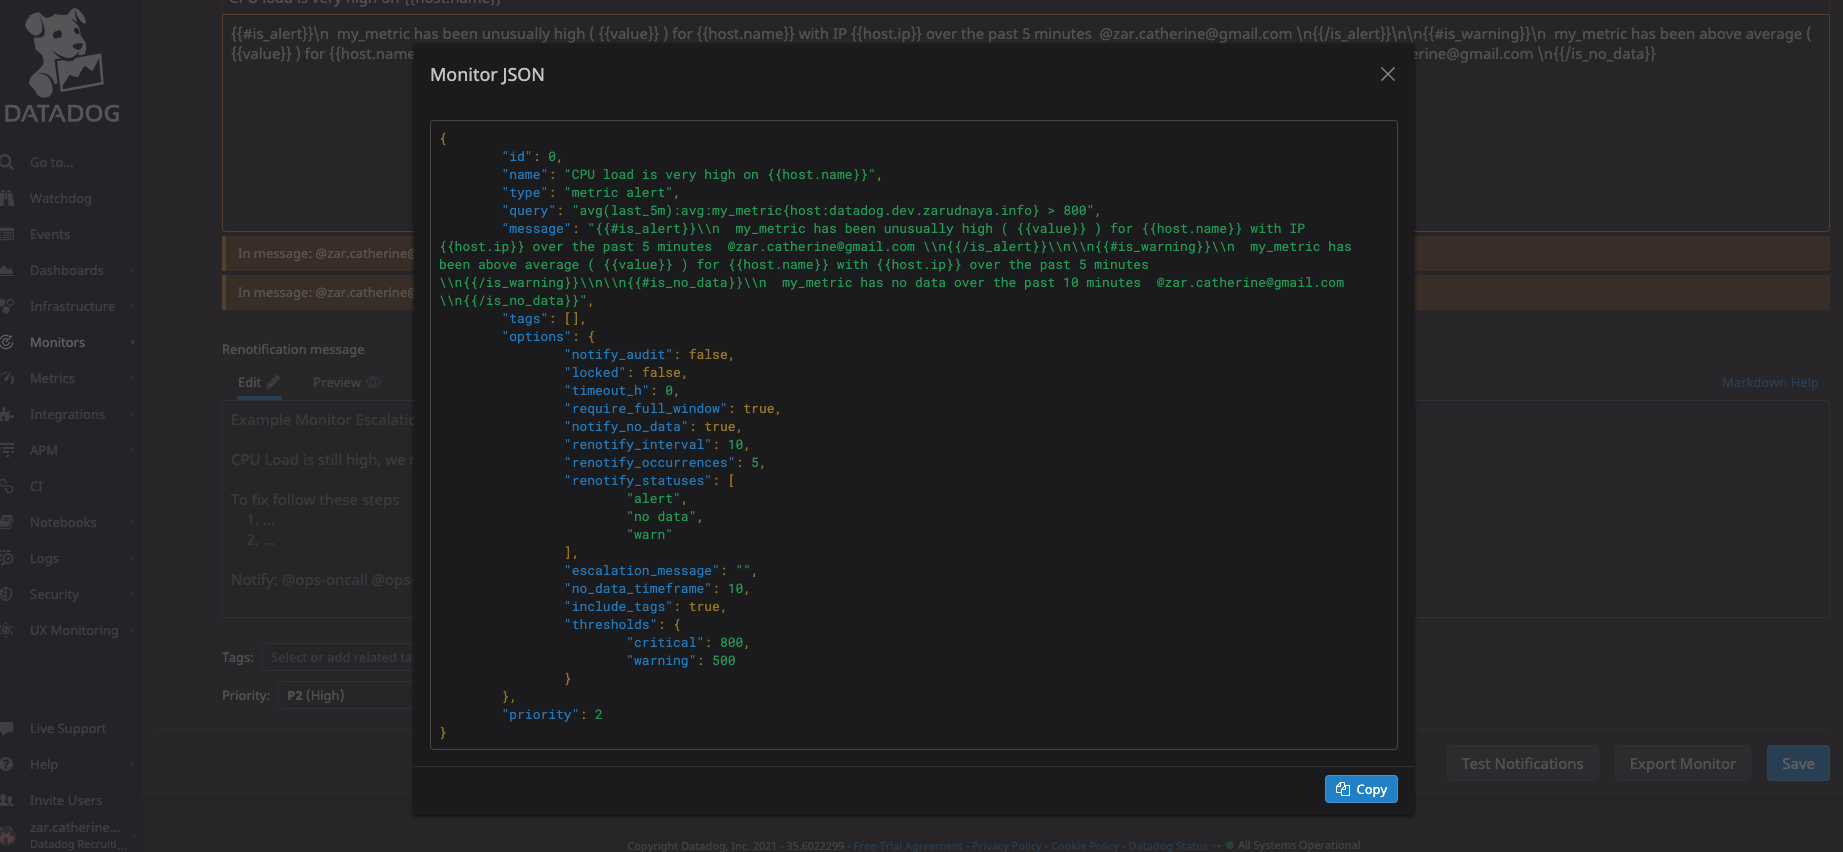 CPU load is very high on {{host.name}}
{{#is_alert}}\n  my_metric has been unusually high ( {{value}} ) for {{host.name}} with IP {{host.ip}} over the past 5 minutes  @zar.catherine@gmail.com \n{{/is_alert}}\n\n{{#is_warning}}\n  my_metric has been above average (
{{value}} ) for {{host.name erine@gmail.com \n{{/is_no_data}}
DATADOG
Go to...
Watchdog
Events
Dashboards
Infrastructure
Monitors
Metrics
Integrations
APM
CI
Notebooks
Logs
Security
UX Monitoring
Live Support
Help
Invite Users
zar.catherine...
Datadog Recruiti...
In message: @zar.catherine@
In message: @zar.catherine@
Renotification message
Edit
Preview
Markdown Help
Example Monitor Escalatio
CPU Load is still high, we
To fix follow these steps
1. ...
2. ...
Notify: @ops-oncall @ops-
Tags: Select or add related ta
Priority: P2 (High)
Monitor JSON
{
"id": 0,
"name": "CPU load is very high on {{host.name}}",
"type": "metric alert",
"query": "avg(last_5m):avg:my_metric{host:datadog.dev.zarudnaya.info} > 800",
"message": "{{#is_alert}}\\n  my_metric has been unusually high ( {{value}} ) for {{host.name}} with IP
{{host.ip}} over the past 5 minutes  @zar.catherine@gmail.com \\n{{/is_alert}}\\n\\n{{#is_warning}}\\n  my_metric has
been above average ( {{value}} ) for {{host.name}} with {{host.ip}} over the past 5 minutes
\\n{{/is_warning}}\\n\\n{{#is_no_data}}\\n  my_metric has no data over the past 10 minutes  @zar.catherine@gmail.com
\\n{{/is_no_data}}",
"tags": [],
"options": {
"notify_audit": false,
"locked": false,
"timeout_h": 0,
"require_full_window": true,
"notify_no_data": true,
"renotify_interval": 10,
"renotify_occurrences": 5,
"renotify_statuses": [
"alert",
"no data",
"warn"
],
"escalation_message": "",
"no_data_timeframe": 10,
"include_tags": true,
"thresholds": {
"critical": 800,
"warning": 500
}
},
"priority": 2
}
Copy
Test Notifications
Export Monitor
Save
Copyright Datadog, Inc. 2021 - 35.6022299 - Free-Trial Agreement - Privacy Policy - Cookie Policy - Datadog Status → All Systems Operational